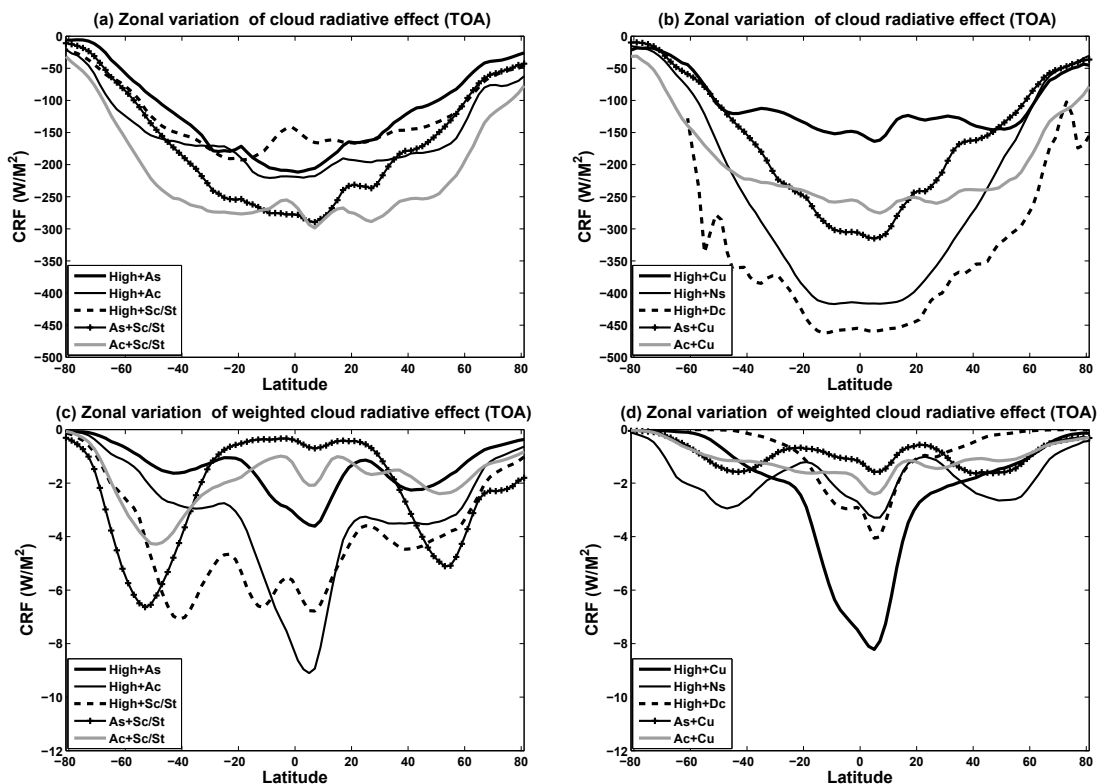 (a) Zonal variation of cloud radiative effect (TOA)
0
−50
−100
−150
−200
−250
−300
−350
−400
−450
−500
CRF (W/M²)
High+As
High+Ac
High+Sc/St
As+Sc/St
Ac+Sc/St
−80 −60 −40 −20 0 20 40 60 80
Latitude
(b) Zonal variation of cloud radiative effect (TOA)
0
−50
−100
−150
−200
−250
−300
−350
−400
−450
−500
CRF (W/M²)
High+Cu
High+Ns
High+Dc
As+Cu
Ac+Cu
−80 −60 −40 −20 0 20 40 60 80
Latitude
(c) Zonal variation of weighted cloud radiative effect (TOA)
0
−2
−4
−6
−8
−10
−12
CRF (W/M²)
High+As
High+Ac
High+Sc/St
As+Sc/St
Ac+Sc/St
−80 −60 −40 −20 0 20 40 60 80
Latitude
(d) Zonal variation of weighted cloud radiative effect (TOA)
0
−2
−4
−6
−8
−10
−12
CRF (W/M²)
High+Cu
High+Ns
High+Dc
As+Cu
Ac+Cu
−80 −60 −40 −20 0 20 40 60 80
Latitude